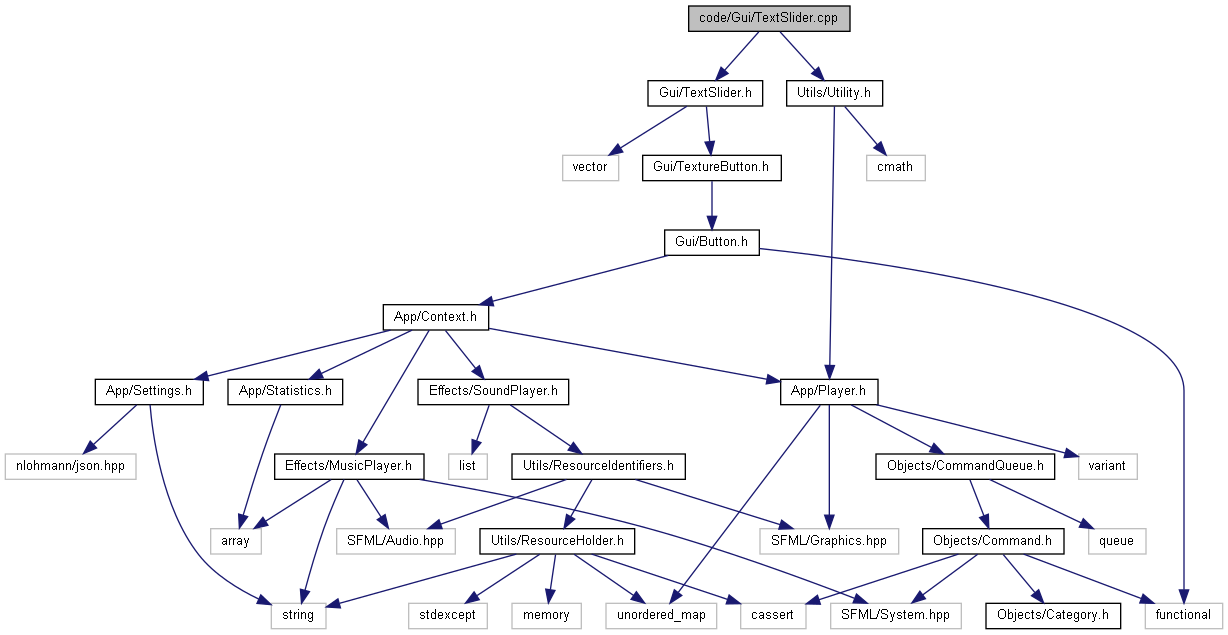 code/Gui/TextSlider.cpp
Gui/TextSlider.h
Utils/Utility.h
vector
Gui/TextureButton.h
cmath
Gui/Button.h
App/Context.h
App/Settings.h
App/Statistics.h
Effects/SoundPlayer.h
App/Player.h
nlohmann/json.hpp
Effects/MusicPlayer.h
list
Utils/ResourceIdentifiers.h
Objects/CommandQueue.h
variant
array
SFML/Audio.hpp
Utils/ResourceHolder.h
SFML/Graphics.hpp
Objects/Command.h
queue
string
stdexcept
memory
unordered_map
cassert
SFML/System.hpp
Objects/Category.h
functional